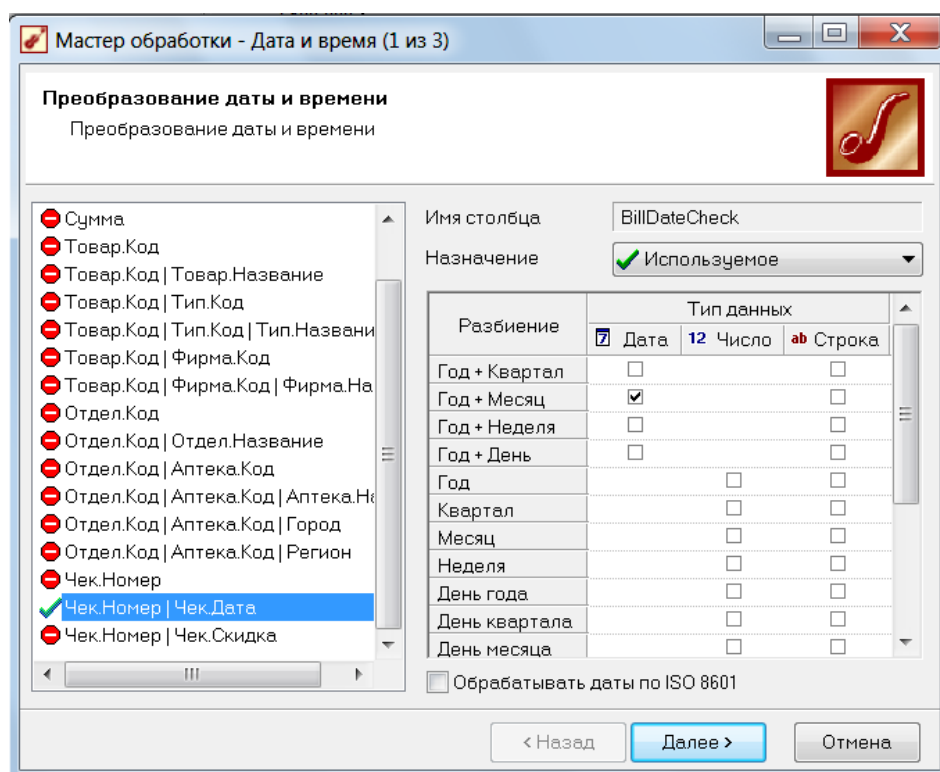 Мастер обработки - Дата и время (1 из 3)
Преобразование даты и времени
Преобразование даты и времени
Сумма
Товар.Код
Товар.Код | Товар.Название
Товар.Код | Тип.Код
Товар.Код | Тип.Код | Тип.Названи
Товар.Код | Фирма.Код
Товар.Код | Фирма.Код | Фирма.На
Отдел.Код
Отдел.Код | Отдел.Название
Отдел.Код | Аптека.Код
Отдел.Код | Аптека.Код | Аптека.На
Отдел.Код | Аптека.Код | Город
Отдел.Код | Аптека.Код | Регион
Чек.Номер
Чек.Номер | Чек.Дата
Чек.Номер | Чек.Скидка
Имя столбца BillDateCheck
Назначение Используемое
Разбиение Тип данных
7 Дата 12 Число ab Строка
Год + Квартал
Год + Месяц
Год + Неделя
Год + День
Год
Квартал
Месяц
Неделя
День года
День квартала
День месяца
Обрабатывать даты по ISO 8601
< Назад Далее > Отмена